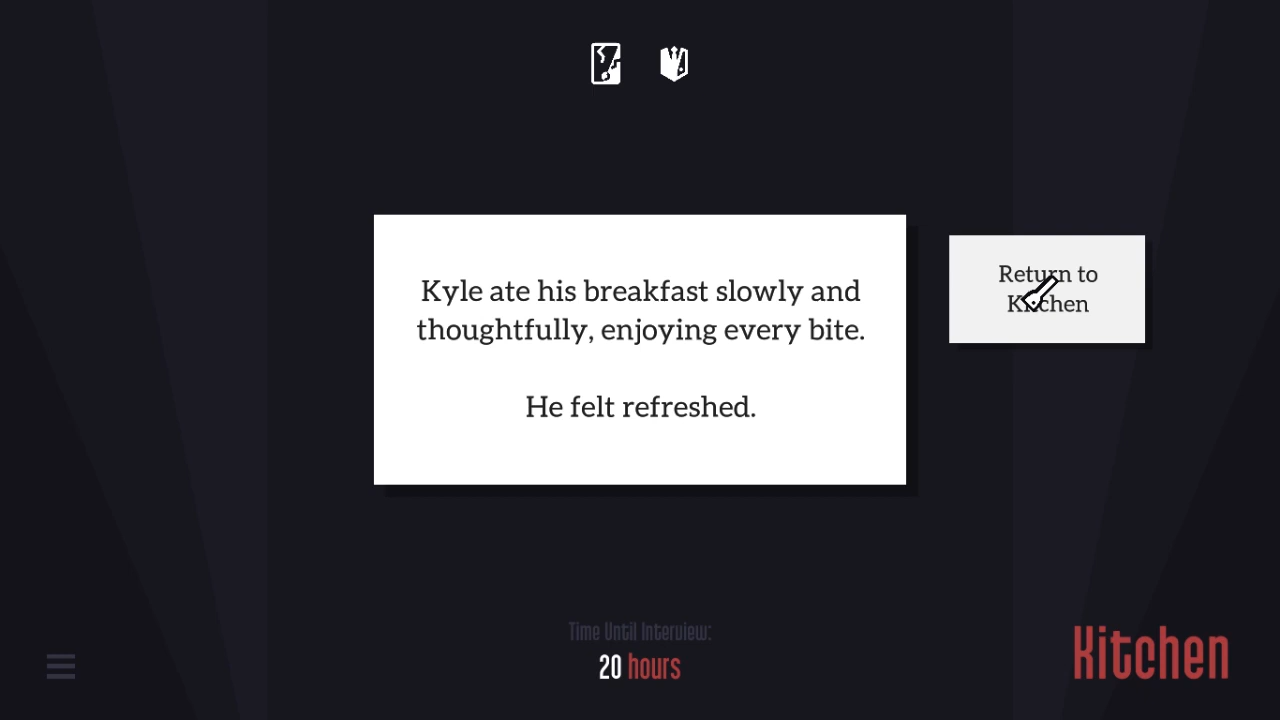 Kyle ate his breakfast slowly and
thoughtfully, enjoying every bite.
He felt refreshed.
Return to
Kitchen
Time Until Interview:
20 hours
Kitchen